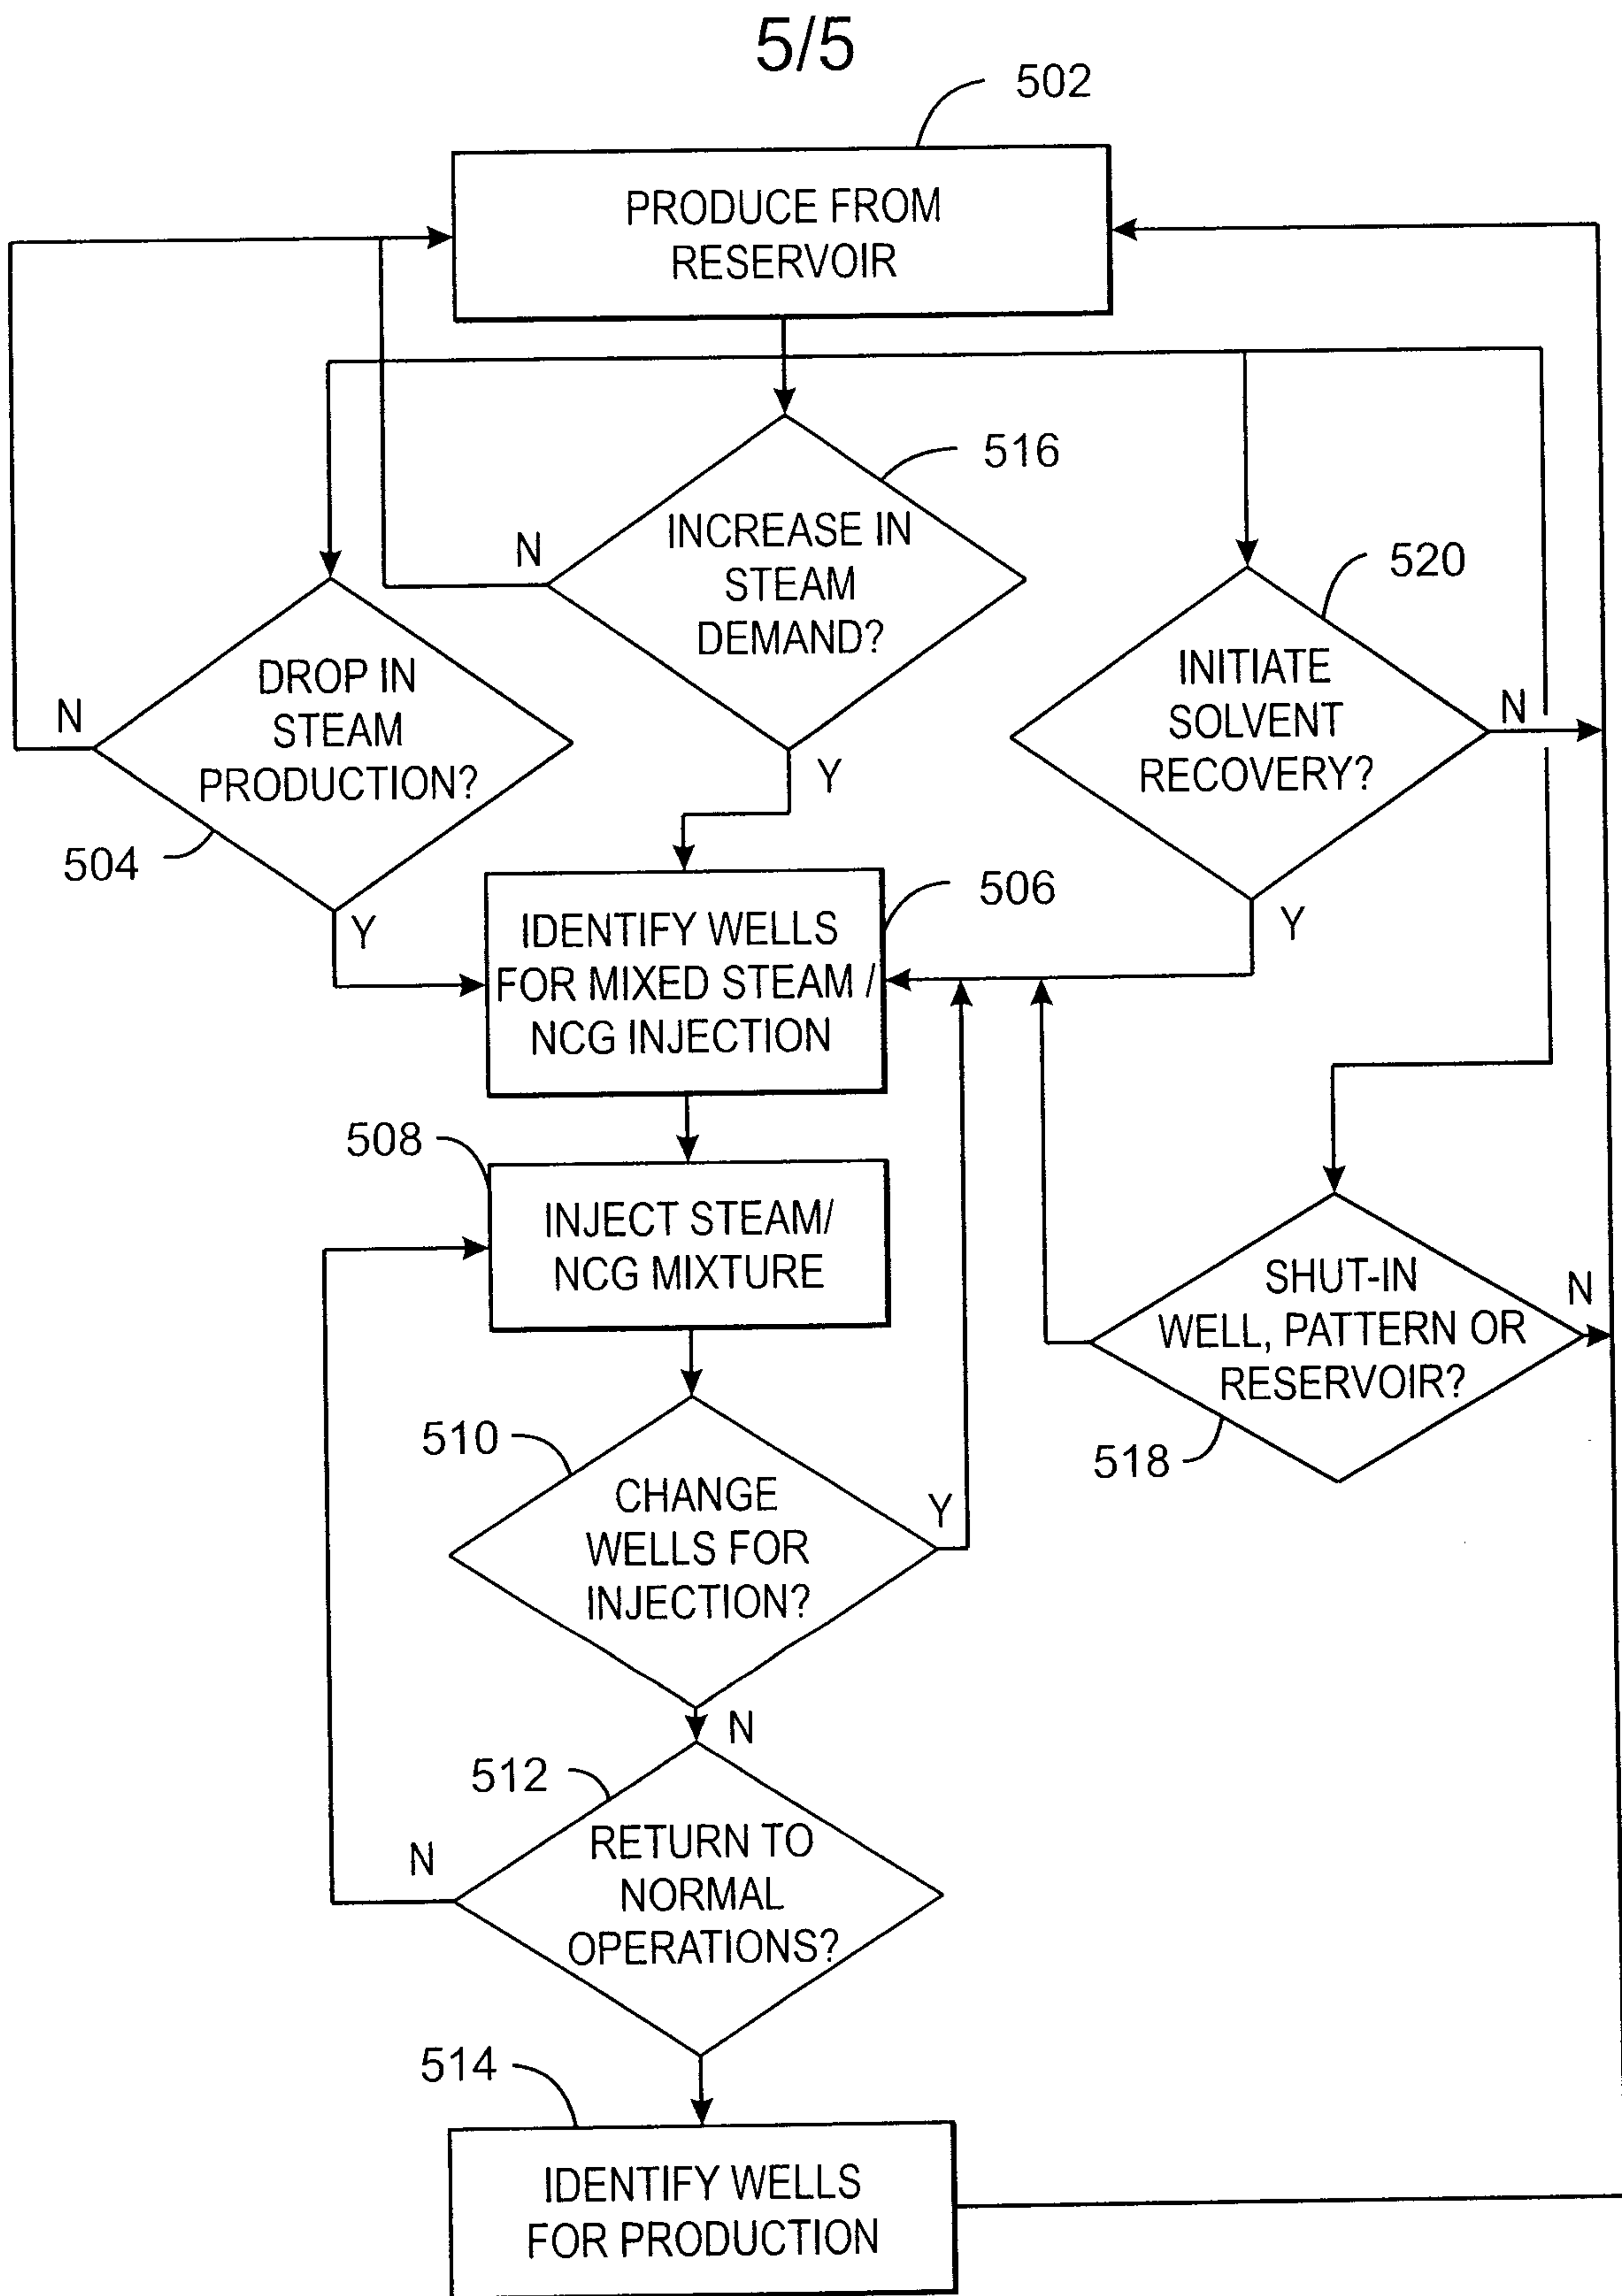 5/5
502
PRODUCE FROM
RESERVOIR
516
INCREASE IN
STEAM
DEMAND?
N
Y
520
INITIATE
SOLVENT
RECOVERY?
N
Y
DROP IN
STEAM
PRODUCTION?
N
504
Y
506
IDENTIFY WELLS
FOR MIXED STEAM /
NCG INJECTION
508
INJECT STEAM/
NCG MIXTURE
SHUT-IN
WELL, PATTERN OR
RESERVOIR?
N
518
510
CHANGE
WELLS FOR
INJECTION?
Y
N
512
RETURN TO
NORMAL
OPERATIONS?
N
514
IDENTIFY WELLS
FOR PRODUCTION